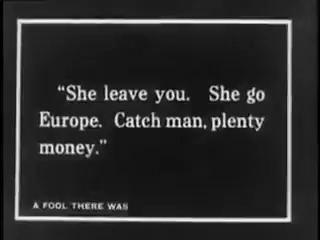 “She leave you. She go
Europe. Catch man, plenty
money.”
A FOOL THERE WAS